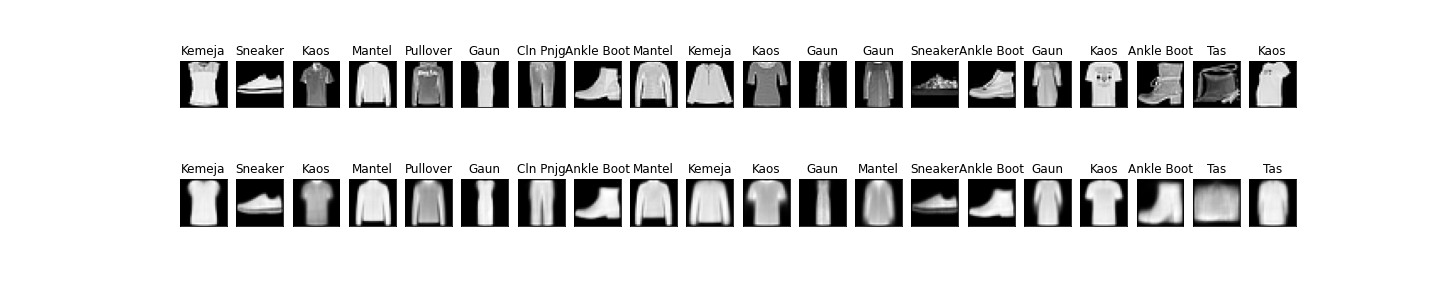 Kemeja Sneaker Kaos Mantel Pullover Gaun Cln Pnjg Ankle Boot Mantel Kemeja Kaos Gaun Gaun Sneaker Ankle Boot Gaun Kaos Ankle Boot Tas Kaos
Kemeja Sneaker Kaos Mantel Pullover Gaun Cln Pnjg Ankle Boot Mantel Kemeja Kaos Gaun Mantel Sneaker Ankle Boot Gaun Kaos Ankle Boot Tas Tas